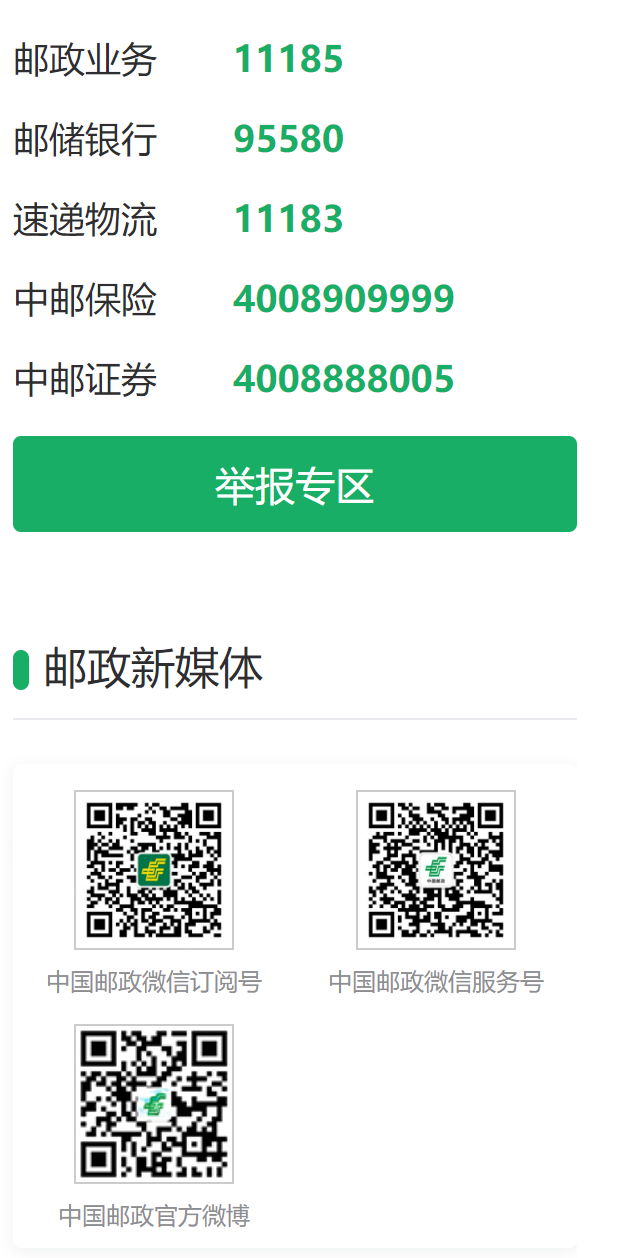 邮政业务 11185
邮储银行 95580
速递物流 11183
中邮保险 4008909999
中邮证券 4008888005
举报专区
邮政新媒体
中国邮政微信订阅号 中国邮政微信服务号
中国邮政官方微博